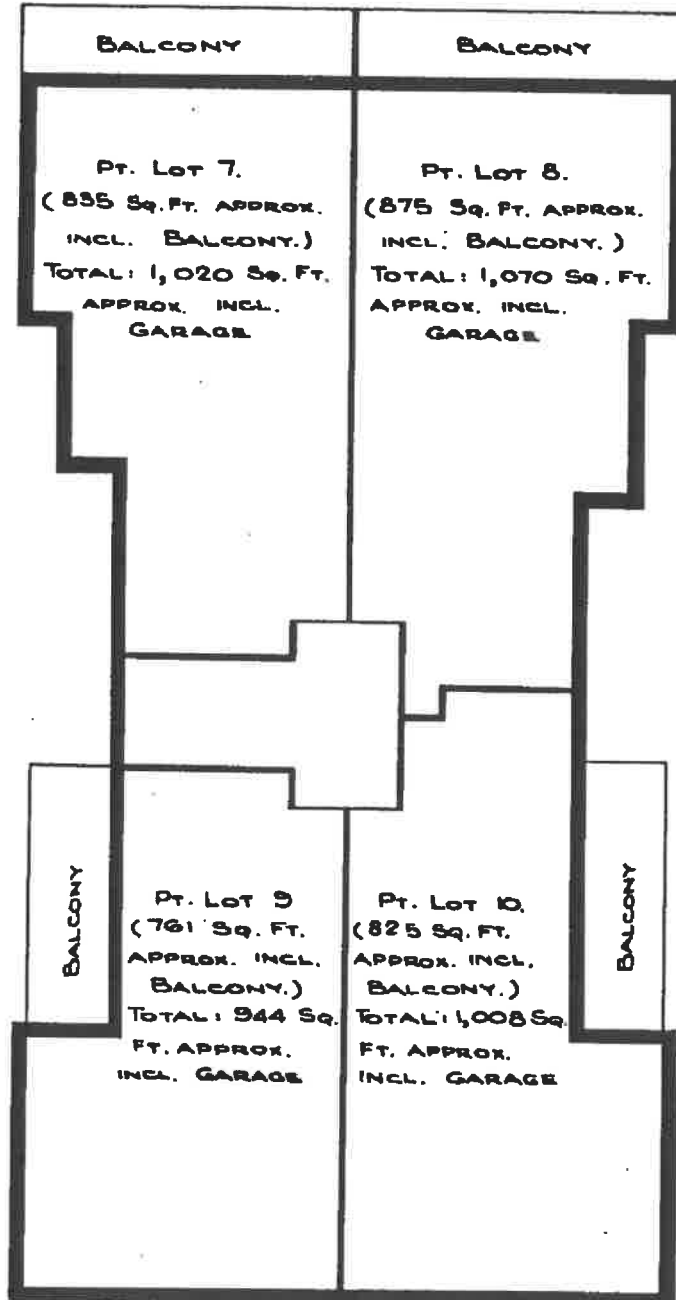 BALCONY
BALCONY
PT. LOT 7.
(835 SQ.FT. APPROX.
INCL. BALCONY.)
TOTAL: 1,020 SQ.FT.
APPROX. INCL.
GARAGE
PT. LOT 8.
(875 SQ.FT. APPROX.
INCL. BALCONY.)
TOTAL: 1,070 SQ.FT.
APPROX. INCL.
GARAGE
BALCONY
PT. LOT 9
(761 SQ.FT.
APPROX. INCL.
BALCONY.)
TOTAL: 944 SQ.
FT. APPROX.
INCL. GARAGE
PT. LOT 10.
(825 SQ.FT.
APPROX. INCL.
BALCONY.)
TOTAL: 1,008 SQ.
FT. APPROX.
INCL. GARAGE
BALCONY